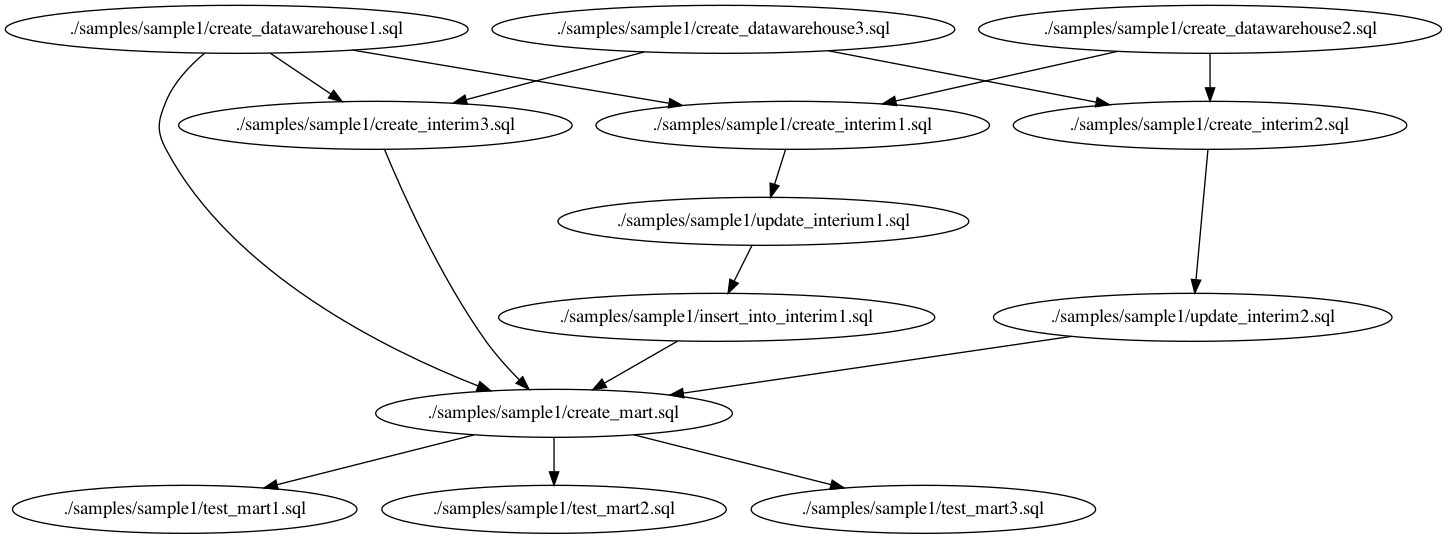 ./samples/sample1/create_datawarehouse1.sql
./samples/sample1/create_datawarehouse3.sql
./samples/sample1/create_datawarehouse2.sql
./samples/sample1/create_interim3.sql
./samples/sample1/create_interim1.sql
./samples/sample1/create_interim2.sql
./samples/sample1/update_interium1.sql
./samples/sample1/insert_into_interim1.sql
./samples/sample1/update_interim2.sql
./samples/sample1/create_mart.sql
./samples/sample1/test_mart1.sql
./samples/sample1/test_mart2.sql
./samples/sample1/test_mart3.sql